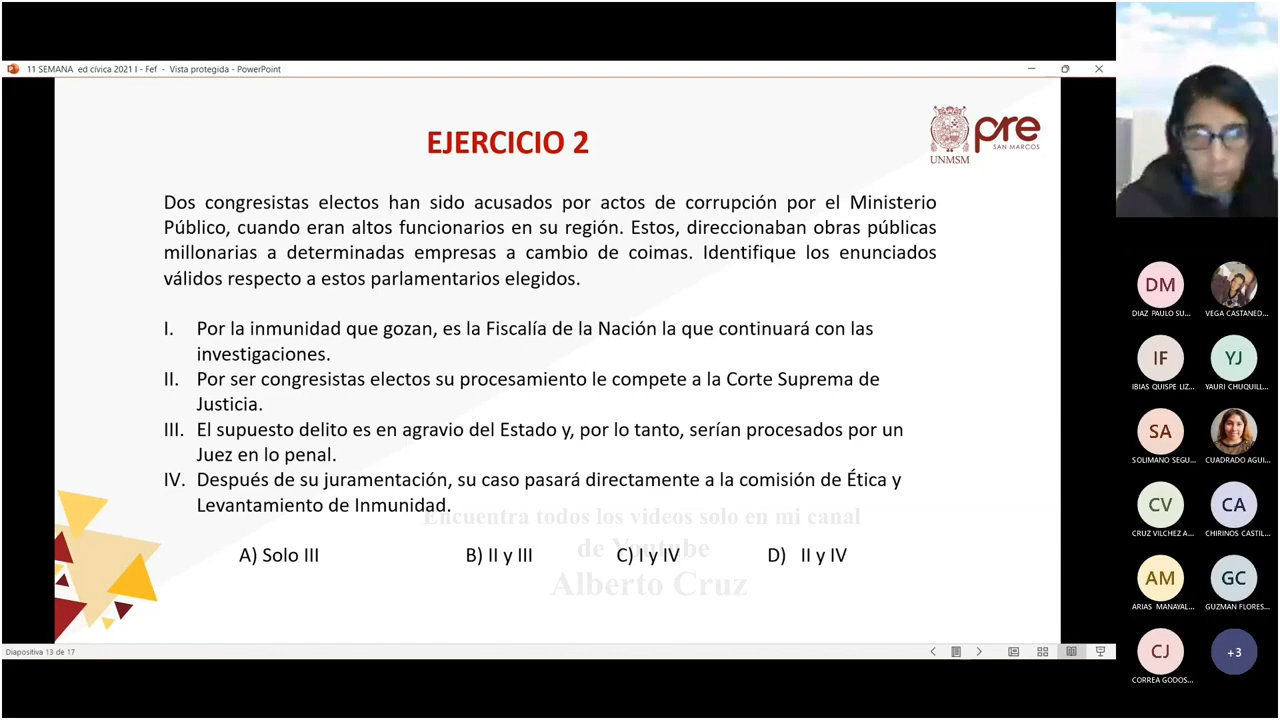 11 SEMANA ed cívica 2021 I - Fef - Vista protegida - PowerPoint
EJERCICIO 2
UNMSM
pre
SAN MARCOS
Dos congresistas electos han sido acusados por actos de corrupción por el Ministerio
Público, cuando eran altos funcionarios en su región. Estos, direccionaban obras públicas
millonarias a determinadas empresas a cambio de coimas. Identifique los enunciados
válidos respecto a estos parlamentarios elegidos.
I. Por la inmunidad que gozan, es la Fiscalía de la Nación la que continuará con las
investigaciones.
II. Por ser congresistas electos su procesamiento le compete a la Corte Suprema de
Justicia.
III. El supuesto delito es en agravio del Estado y, por lo tanto, serían procesados por un
Juez en lo penal.
IV. Después de su juramentación, su caso pasará directamente a la comisión de Ética y
Levantamiento de Inmunidad.
Encuentra todos los videos solo en mi canal
de Youtube
Alberto Cruz
A) Solo III B) II y III C) I y IV D) II y IV
Diapositiva 13 de 17
DM
DIAZ PAULO SU...
VEGA CASTANED...
IF
IBIAS QUISPE LIZ...
YJ
YAURI CHUQUILL...
SA
SOLIMANO SEGU...
CUADRADO AGUI...
CV
CRUZ VILCHEZ A...
CA
CHIRINOS CASTIL...
AM
ARIAS MANAYAL...
GC
GUZMAN FLORES...
CJ
CORREA GODOS...
+3